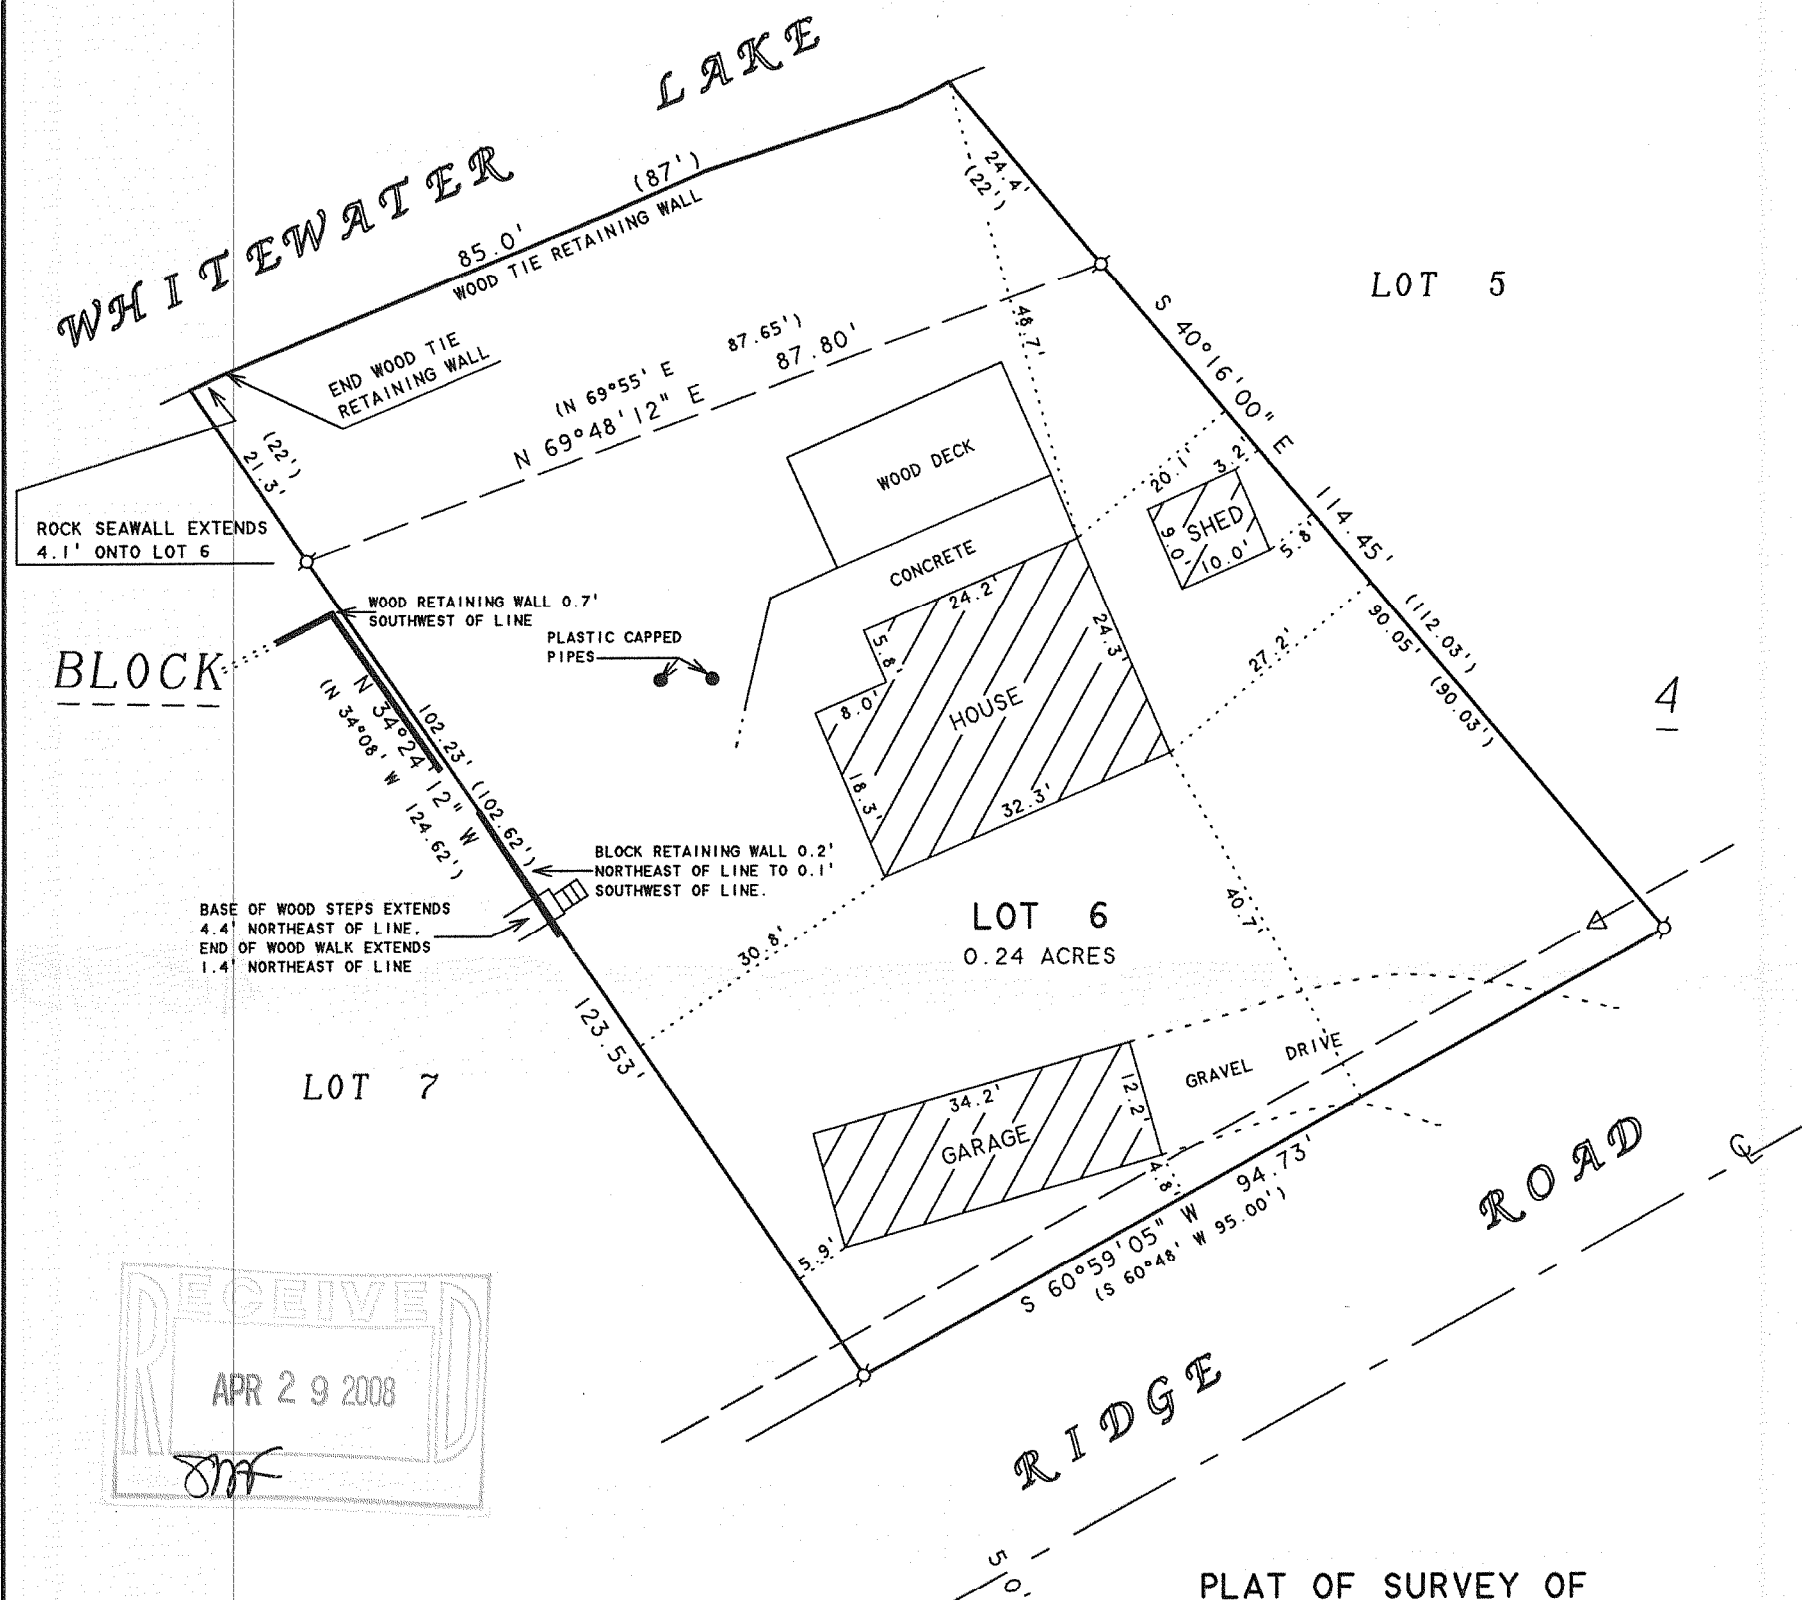 WHITEWATER LAKE
(87')
85.0'
WOOD TIE RETAINING WALL
24.4'
(22')
LOT 5
END WOOD TIE
RETAINING WALL
(N 69°55' E 87.65')
N 69°48'12" E 87.80'
48.7'
S 40°16'00" E 114.45'
(112.03')
90.05'
(90.03')
(22')
21.3'
ROCK SEAWALL EXTENDS
4.1' ONTO LOT 6
WOOD DECK
CONCRETE
20.1'
3.2'
SHED
9.0'
10.0'
5.8'
WOOD RETAINING WALL 0.7'
SOUTHWEST OF LINE
PLASTIC CAPPED
PIPES
BLOCK
4
24.2'
5.8'
8.0'
24.3'
HOUSE
18.3'
32.3'
27.2'
N 34°24'12" W
(N 34°08' W 124.62')
102.23'
(102.62')
BLOCK RETAINING WALL 0.2'
NORTHEAST OF LINE TO 0.1'
SOUTHWEST OF LINE.
BASE OF WOOD STEPS EXTENDS
4.4' NORTHEAST OF LINE.
END OF WOOD WALK EXTENDS
1.4' NORTHEAST OF LINE
30.8'
LOT 6
0.24 ACRES
40.7'
123.53'
LOT 7
34.2'
12.2'
GARAGE
GRAVEL DRIVE
4.8'
5.9'
S 60°59'05" W 94.73'
(S 60°48' W 95.00')
RIDGE ROAD
℄
RECEIVED
APR 29 2008
50'
PLAT OF SURVEY OF